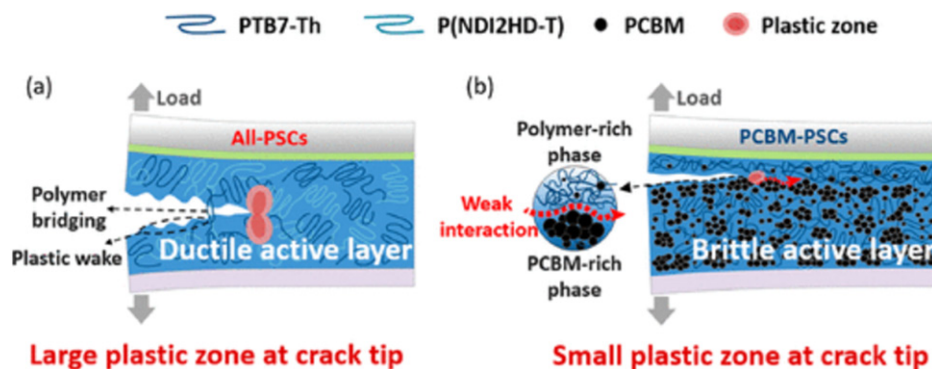 PTB7-Th
P(NDI2HD-T)
PCBM
Plastic zone
(a)
Load
All-PSCs
Polymer
bridging
Plastic wake
Ductile active layer
Large plastic zone at crack tip
(b)
Load
PCBM-PSCs
Polymer-rich
phase
Weak
interaction
PCBM-rich
phase
Brittle active layer
Small plastic zone at crack tip